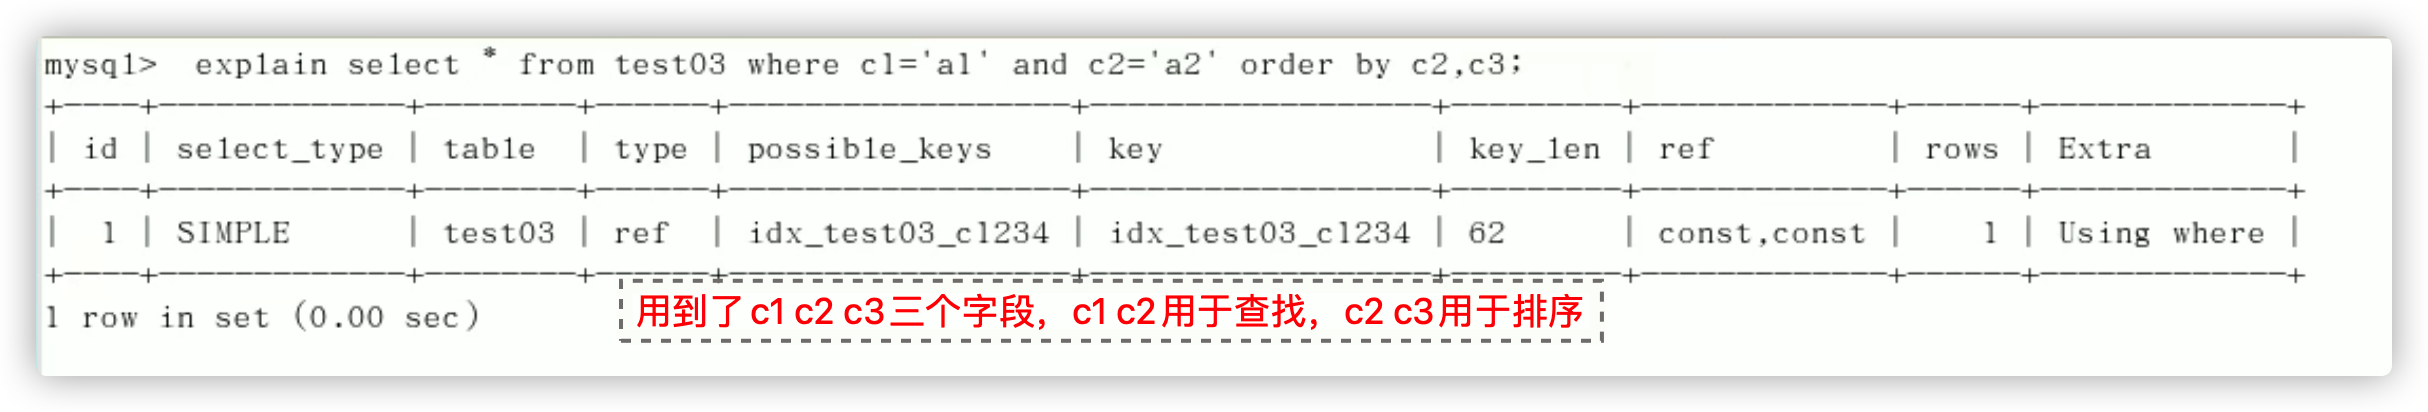 mysql>  explain select * from test03 where c1='a1' and c2='a2' order by c2,c3;
+----+-------------+--------+------+------------------+------------------+---------+-------------+------+-------------+
| id | select_type | table  | type | possible_keys    | key              | key_len | ref         | rows | Extra       |
+----+-------------+--------+------+------------------+------------------+---------+-------------+------+-------------+
|  1 | SIMPLE      | test03 | ref  | idx_test03_c1234 | idx_test03_c1234 | 62      | const,const |    1 | Using where |
+----+-------------+--------+------+------------------+------------------+---------+-------------+------+-------------+
用到了c1 c2 c3三个字段，c1 c2用于查找，c2 c3用于排序
1 row in set (0.00 sec)